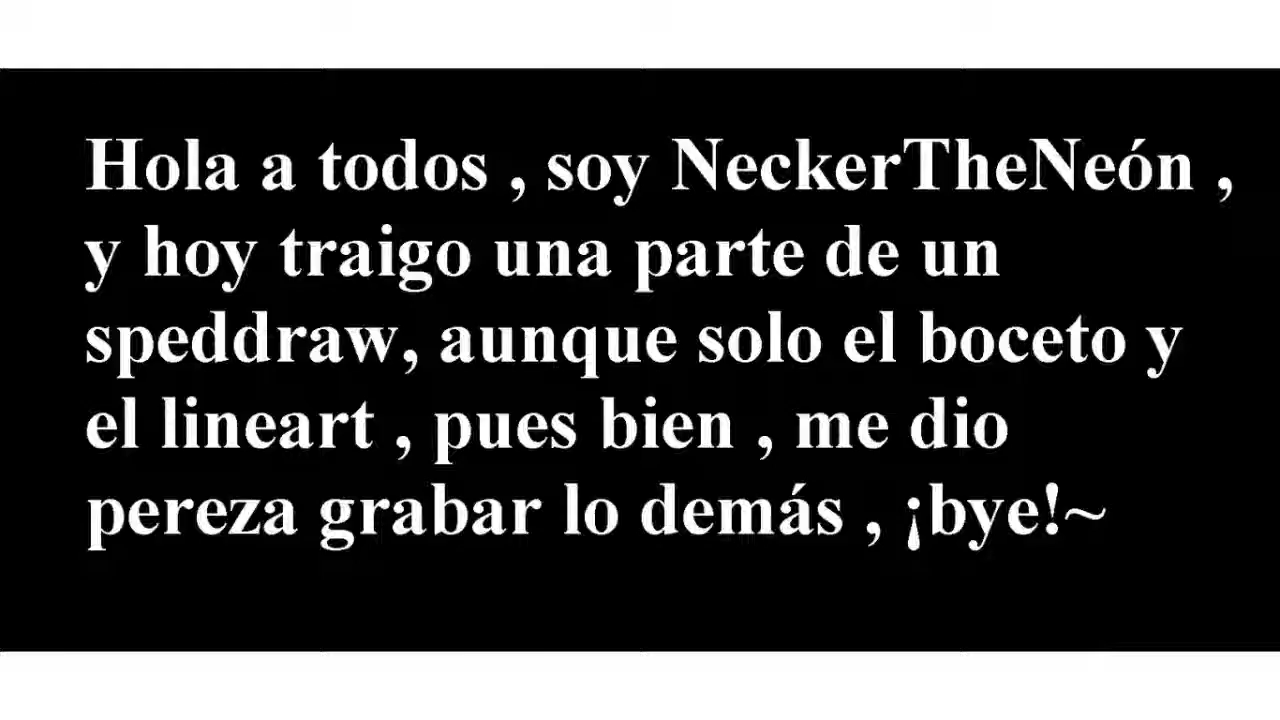 Hola a todos , soy NeckerTheNeón ,
y hoy traigo una parte de un
speddraw, aunque solo el boceto y
el lineart , pues bien , me dio
pereza grabar lo demás , ¡bye!~